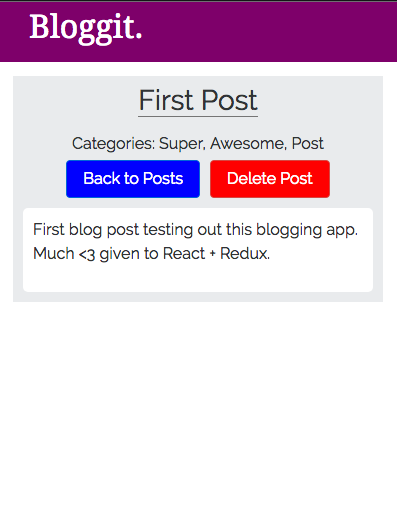 Bloggit.
First Post
Categories: Super, Awesome, Post
Back to Posts Delete Post
First blog post testing out this blogging app.
Much <3 given to React + Redux.